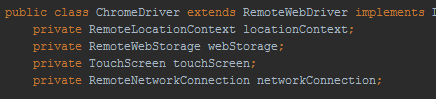 public class ChromeDriver extends RemoteWebDriver implements
private RemoteLocationContext locationContext;
private RemoteWebStorage webStorage;
private TouchScreen touchScreen;
private RemoteNetworkConnection networkConnection;